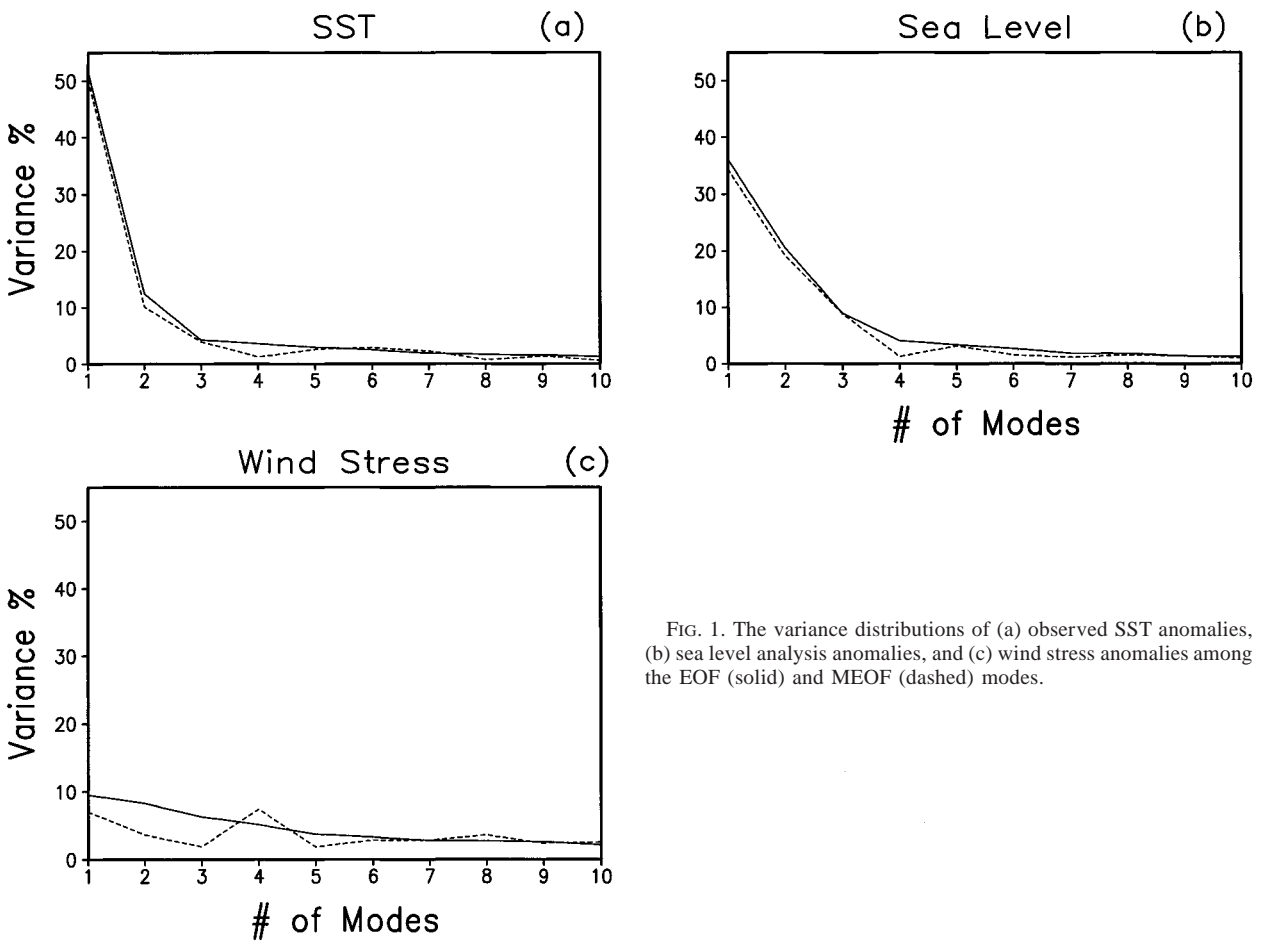 SST (a)
Variance %
50
40
30
20
10
0
1 2 3 4 5 6 7 8 9 10
Sea Level (b)
50
40
30
20
10
0
1 2 3 4 5 6 7 8 9 10
# of Modes
Wind Stress (c)
Variance %
50
40
30
20
10
0
1 2 3 4 5 6 7 8 9 10
# of Modes
FIG. 1. The variance distributions of (a) observed SST anomalies,
(b) sea level analysis anomalies, and (c) wind stress anomalies among
the EOF (solid) and MEOF (dashed) modes.